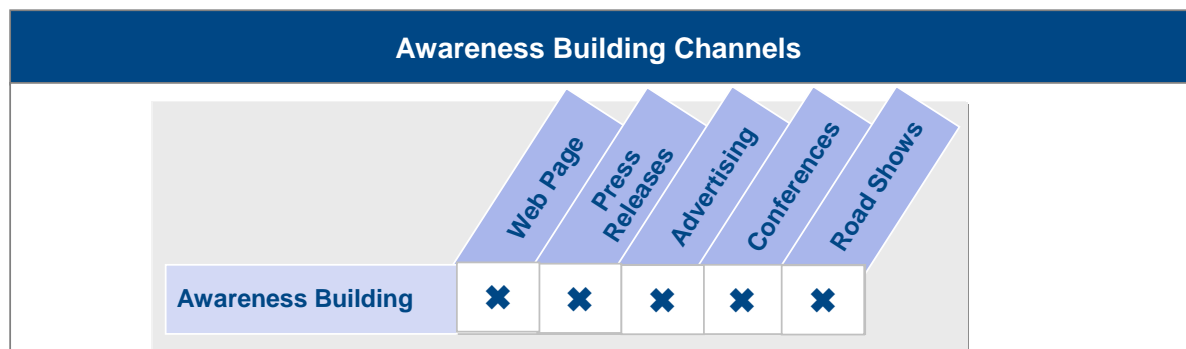 Awareness Building Channels
Web Page
Press
Releases
Advertising
Conferences
Road Shows
Awareness Building
✖ ✖ ✖ ✖ ✖